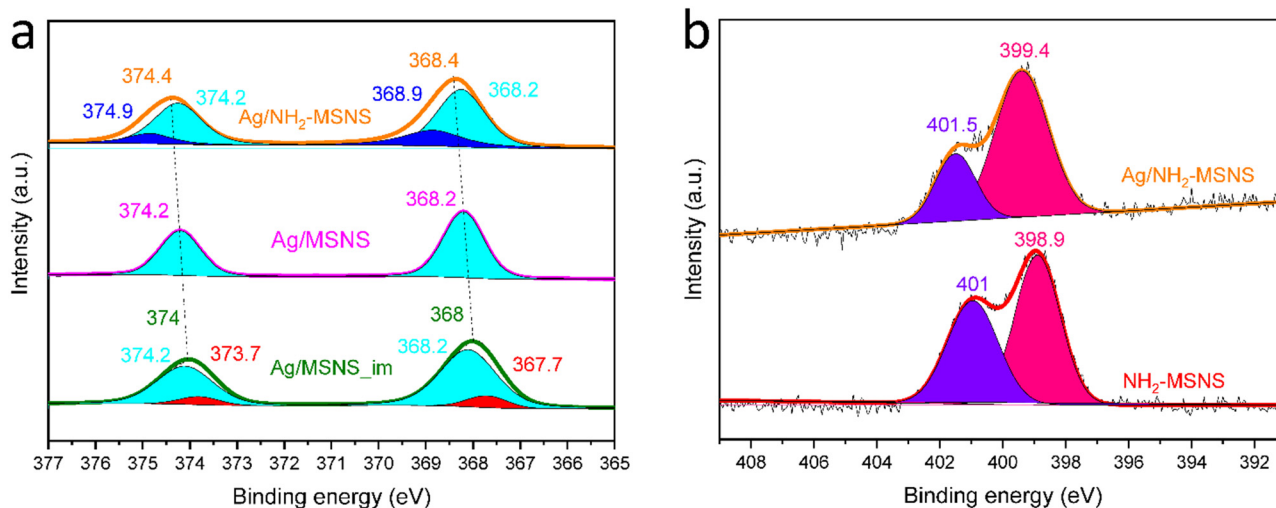 a
374.4
374.9
374.2
Ag/NH₂-MSNS
368.4
368.9
368.2
374.2
Ag/MSNS
368.2
374
374.2
373.7
Ag/MSNS_im
368
368.2
367.7
Intensity (a.u.)
377 376 375 374 373 372 371 370 369 368 367 366 365
Binding energy (eV)
b
399.4
401.5
Ag/NH₂-MSNS
398.9
401
NH₂-MSNS
Intensity (a.u.)
408 406 404 402 400 398 396 394 392
Binding energy (eV)